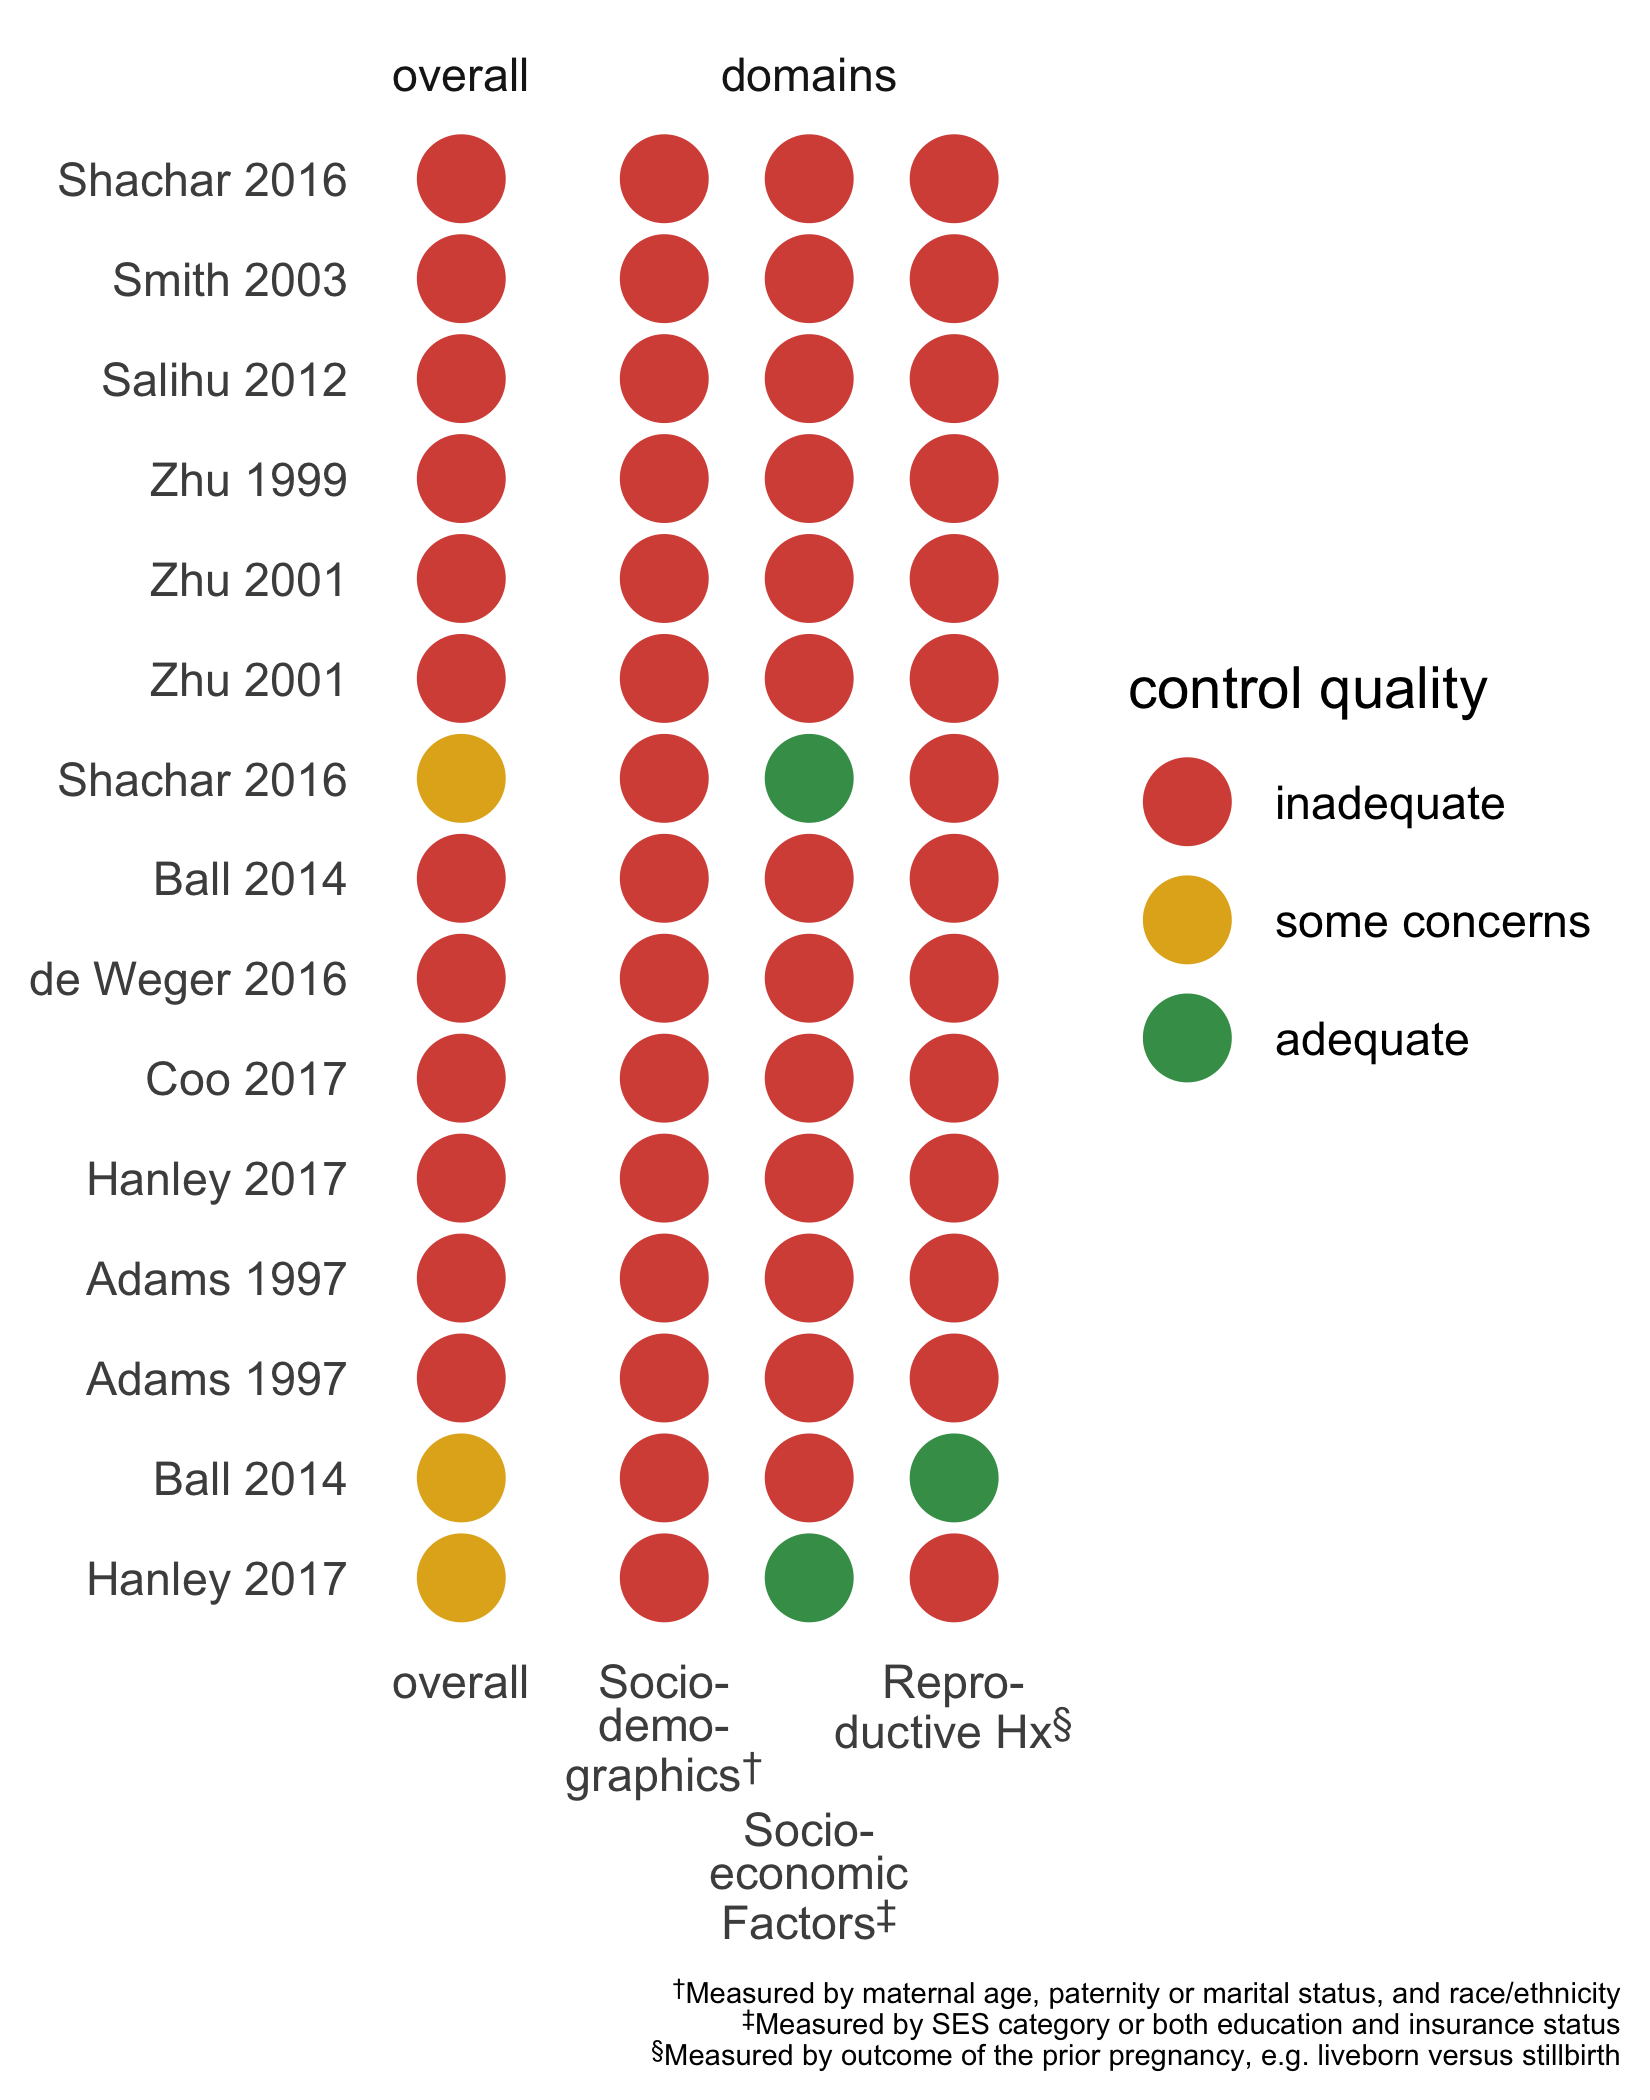 overall domains
Shachar 2016
Smith 2003
Salihu 2012
Zhu 1999
Zhu 2001
Zhu 2001
Shachar 2016
Ball 2014
de Weger 2016
Coo 2017
Hanley 2017
Adams 1997
Adams 1997
Ball 2014
Hanley 2017
control quality
inadequate
some concerns
adequate
overall
Socio-
demo-
graphics†
Socio-
economic
Factors‡
Repro-
ductive Hx§
†Measured by maternal age, paternity or marital status, and race/ethnicity
‡Measured by SES category or both education and insurance status
§Measured by outcome of the prior pregnancy, e.g. liveborn versus stillbirth